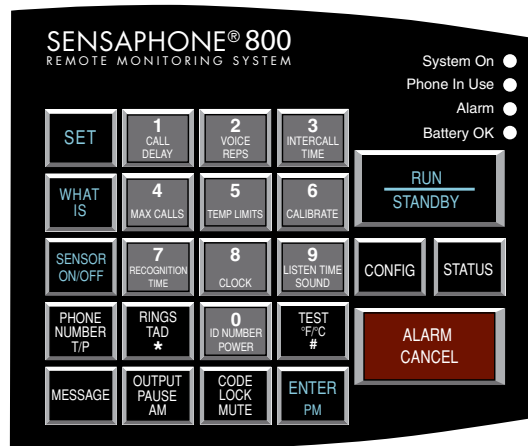 SENSAPHONE® 800
REMOTE MONITORING SYSTEM
System On
Phone In Use
Alarm
Battery OK
SET
1
CALL
DELAY
2
VOICE
REPS
3
INTERCALL
TIME
RUN
STANDBY
WHAT
IS
4
MAX CALLS
5
TEMP LIMITS
6
CALIBRATE
SENSOR
ON/OFF
7
RECOGNITION
TIME
8
CLOCK
9
LISTEN TIME
SOUND
CONFIG
STATUS
PHONE
NUMBER
T/P
RINGS
TAD
*
0
ID NUMBER
POWER
TEST
°F/°C
#
ALARM
CANCEL
MESSAGE
OUTPUT
PAUSE
AM
CODE
LOCK
MUTE
ENTER
PM